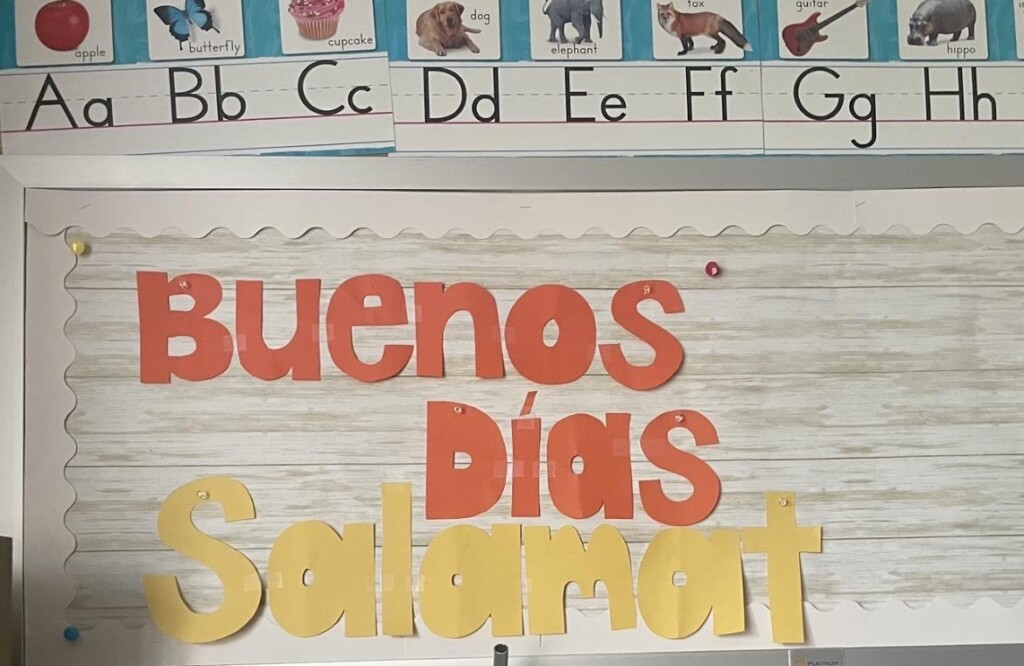 apple butterfly cupcake dog elephant fox guitar hippo
Aa Bb Cc Dd Ee Ff Gg Hh
Buenos
Días
Salamat
PLATINUM